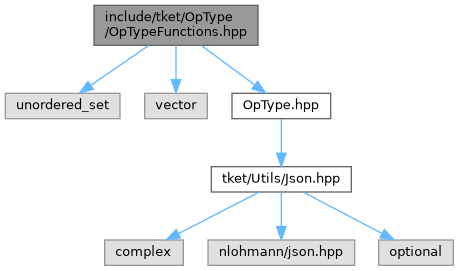 include/tket/OpType
/OpTypeFunctions.hpp
unordered_set
vector
OpType.hpp
tket/Utils/Json.hpp
complex
nlohmann/json.hpp
optional